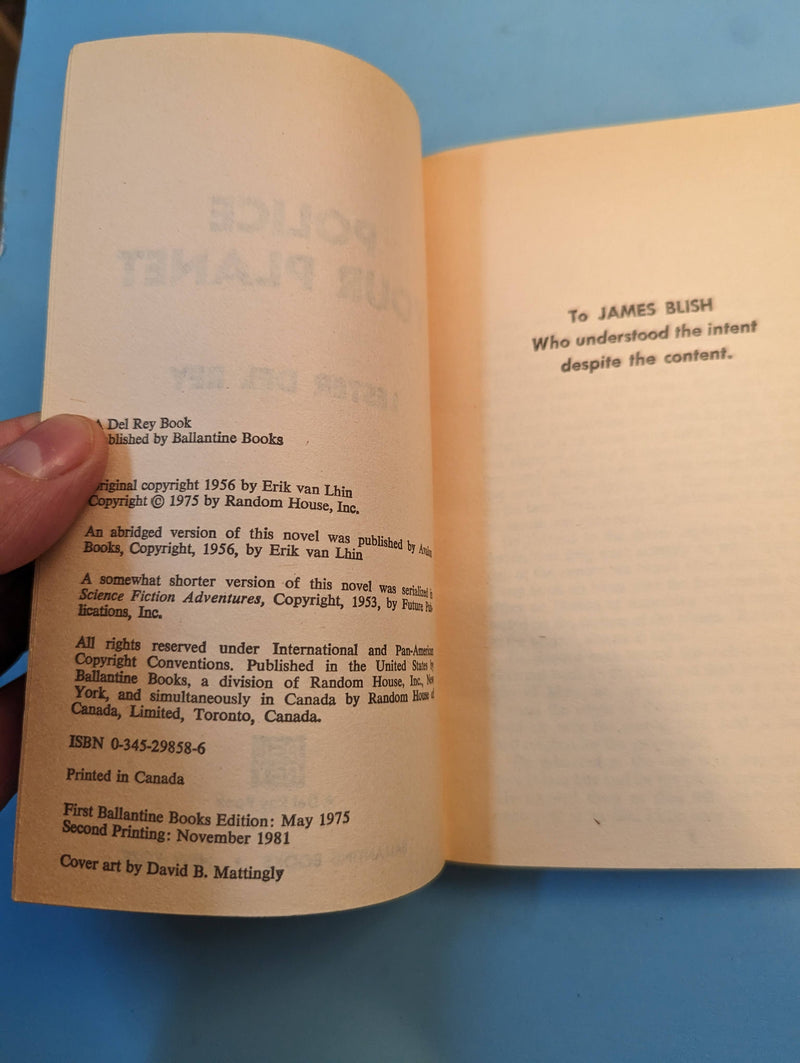 Del Rey Book
blished by Ballantine Books
riginal copyright 1956 by Erik van Lhin
Copyright © 1975 by Random House, Inc.
An abridged version of this novel was published by Avalon
Books, Copyright, 1956, by Erik van Lhin
A somewhat shorter version of this novel was serialized in
Science Fiction Adventures, Copyright, 1953, by Future Pub-
lications, Inc.
All rights reserved under International and Pan-American
Copyright Conventions. Published in the United States by
Ballantine Books, a division of Random House, Inc., New
York, and simultaneously in Canada by Random House of
Canada, Limited, Toronto, Canada.
ISBN 0-345-29858-6
Printed in Canada
First Ballantine Books Edition: May 1975
Second Printing: November 1981
Cover art by David B. Mattingly
To JAMES BLISH
Who understood the intent
despite the content.